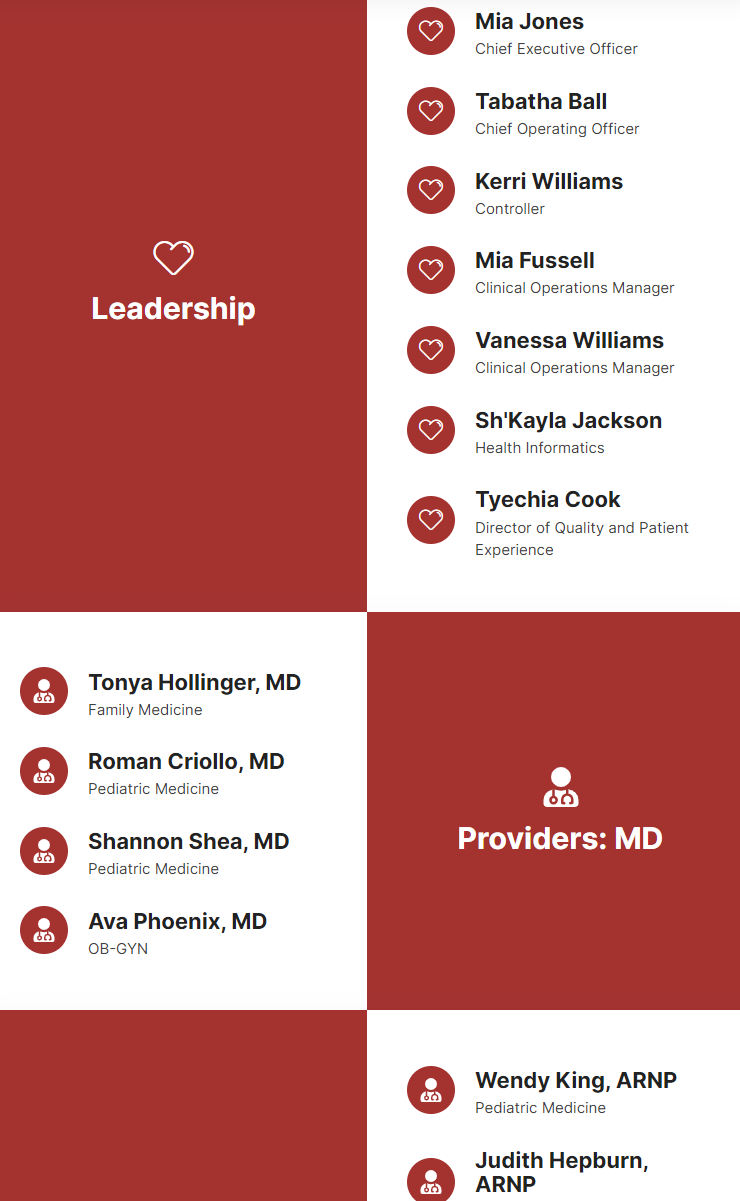 Mia Jones
Chief Executive Officer
Tabatha Ball
Chief Operating Officer
Kerri Williams
Controller
Mia Fussell
Clinical Operations Manager
Leadership
Vanessa Williams
Clinical Operations Manager
Sh'Kayla Jackson
Health Informatics
Tyechia Cook
Director of Quality and Patient
Experience
Tonya Hollinger, MD
Family Medicine
Roman Criollo, MD
Pediatric Medicine
Shannon Shea, MD
Pediatric Medicine
Ava Phoenix, MD
OB-GYN
Providers: MD
Wendy King, ARNP
Pediatric Medicine
Judith Hepburn,
ARNP